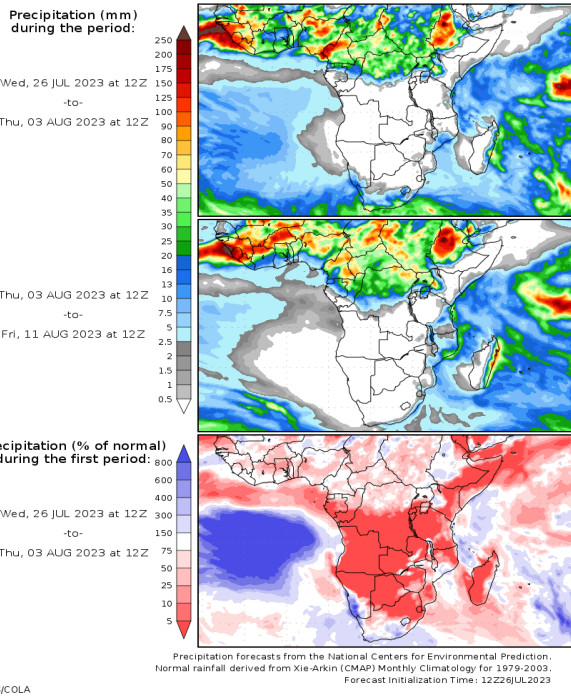 Precipitation (mm)
during the period:
250
200
175
150
125
100
90
80
70
60
50
40
35
30
25
20
16
13
10
7.5
5
2.5
2
1.5
1
0.5
Wed, 26 JUL 2023 at 12Z
-to-
Thu, 03 AUG 2023 at 12Z
Thu, 03 AUG 2023 at 12Z
-to-
Fri, 11 AUG 2023 at 12Z
ecipitation (% of normal)
during the first period:
800
600
400
300
150
75
50
25
10
5
Wed, 26 JUL 2023 at 12Z
-to-
Thu, 03 AUG 2023 at 12Z
Precipitation forecasts from the National Centers for Environmental Prediction.
Normal rainfall derived from Xie-Arkin (CMAP) Monthly Climatology for 1979-2003.
Forecast Initialization Time: 12Z26JUL2023
/COLA